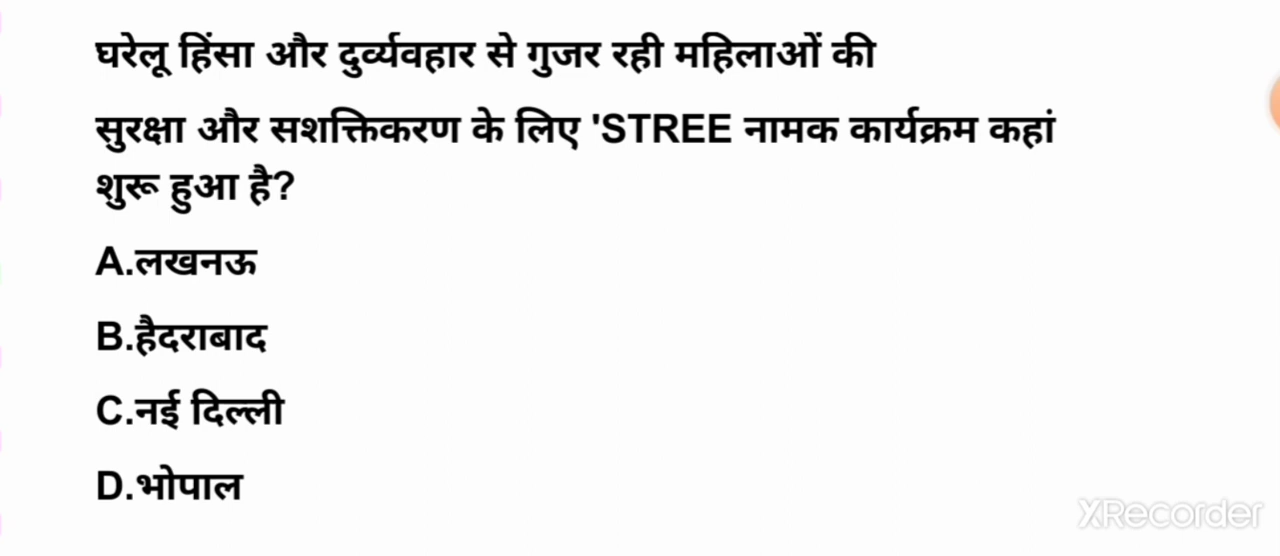 घरेलू हिंसा और दुर्व्यवहार से गुजर रही महिलाओं की
सुरक्षा और सशक्तिकरण के लिए 'STREE नामक कार्यक्रम कहां
शुरू हुआ है?
A.लखनऊ
B.हैदराबाद
C.नई दिल्ली
D.भोपाल
XRecorder